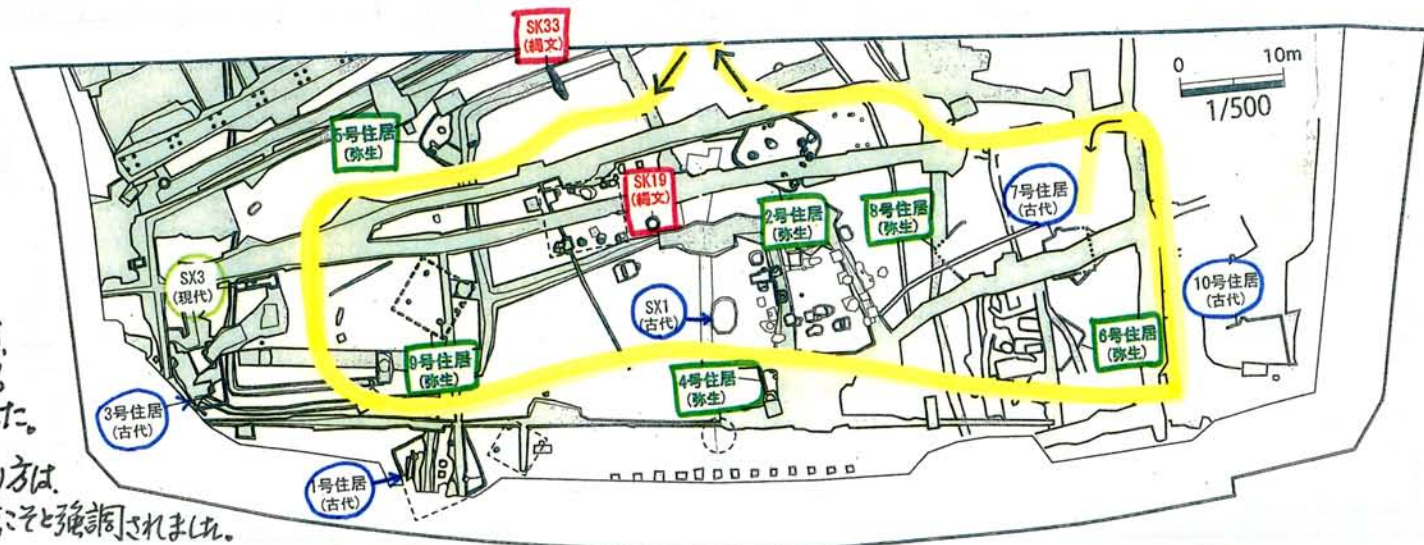 SK33
(縄文)
0 10m
1/500
5号住居
(弥生)
SK19
(縄文)
2号住居
(弥生)
8号住居
(弥生)
7号住居
(古代)
SX3
(現代)
SX1
(古代)
10号住居
(古代)
9号住居
(弥生)
4号住居
(弥生)
6号住居
(弥生)
3号住居
(古代)
1号住居
(古代)
た。
方は
こそと強調されました。